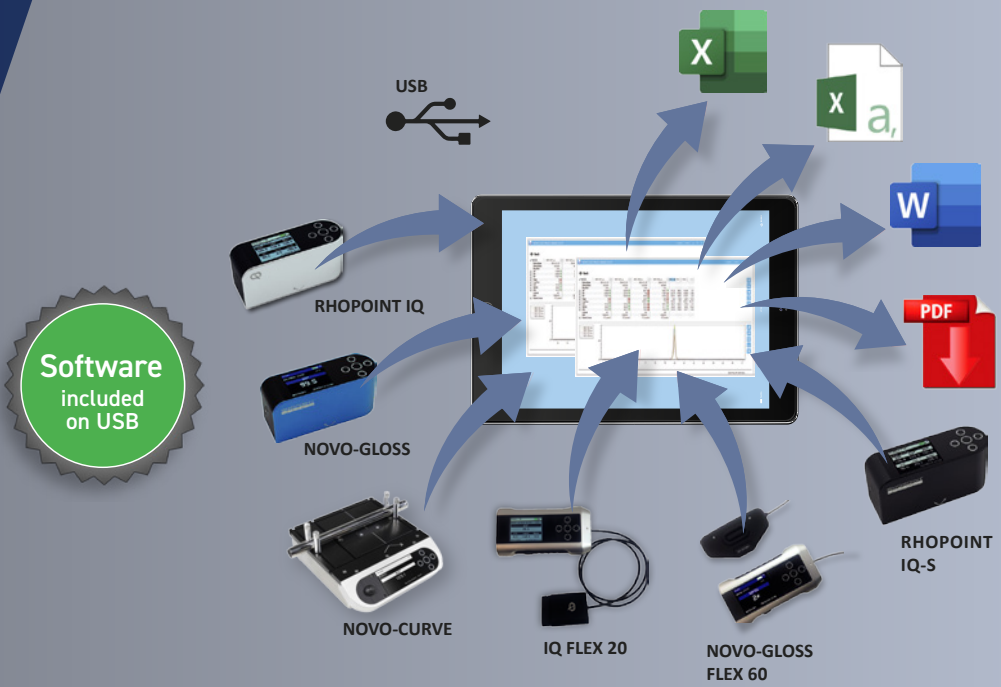 USB
X
X
a,
W
PDF
RHOPOINT IQ
Software
included
on USB
NOVO-GLOSS
NOVO-CURVE
IQ FLEX 20
NOVO-GLOSS
FLEX 60
RHOPOINT
IQ-S